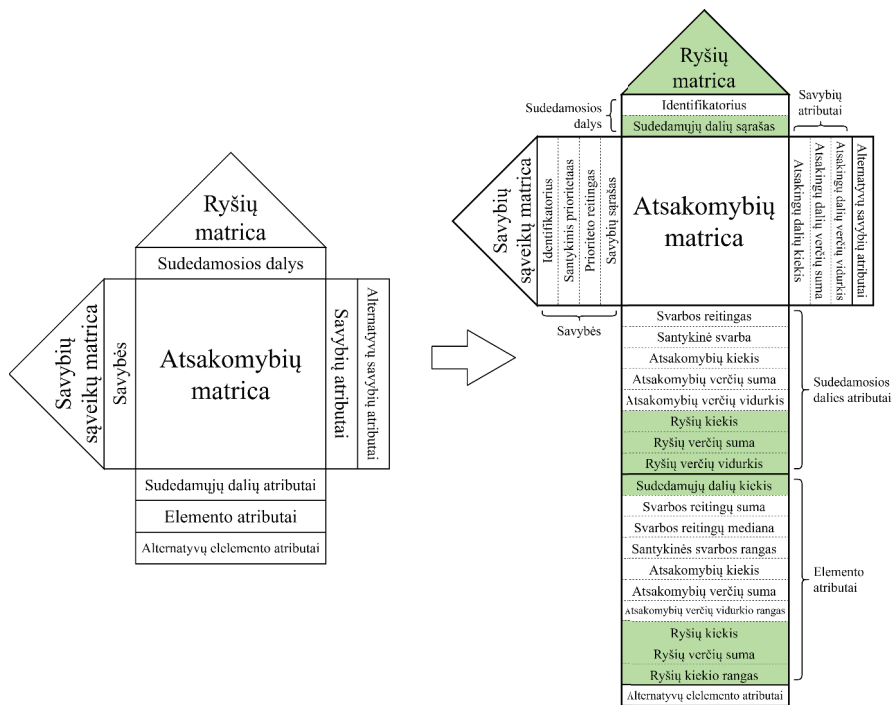 Ryšių
matrica
Sudedamosios dalys
Savybių
sąveikų matrica
Savybės
Atsakomybių
matrica
Savybių atributai
Alternatyvų savybių atributai
Sudedamųjų dalių atributai
Elemento atributai
Alternatyvų elelemento atributai
Ryšių
matrica
Sudedamosios
dalys
Identifikatorius
Sudedamųjų dalių sąrašas
Savybių
atributai
Savybių
sąveikų matrica
Identifikatorius
Santykinis prioritetaas
Prioriteto reitingas
Savybių sąrašas
Savybės
Atsakomybių
matrica
Atsakingų dalių kiekis
Atsakingų dalių verčių suma
Atsakingų dalių verčių vidurkis
Alternatyvų savybių atributai
Svarbos reitingas
Santykinė svarba
Atsakomybių kiekis
Atsakomybių verčių suma
Atsakomybių verčių vidurkis
Ryšių kiekis
Ryšių verčių suma
Ryšių verčių vidurkis
Sudedamosios
dalies atributai
Sudedamųjų dalių kiekis
Svarbos reitingų suma
Svarbos reitingų mediana
Santykinės svarbos rangas
Atsakomybių kiekis
Atsakomybių verčių suma
Atsakomybių verčių vidurkio rangas
Ryšių kiekis
Ryšių verčių suma
Ryšių kiekio rangas
Elemento
atributai
Alternatyvų elelemento atributai